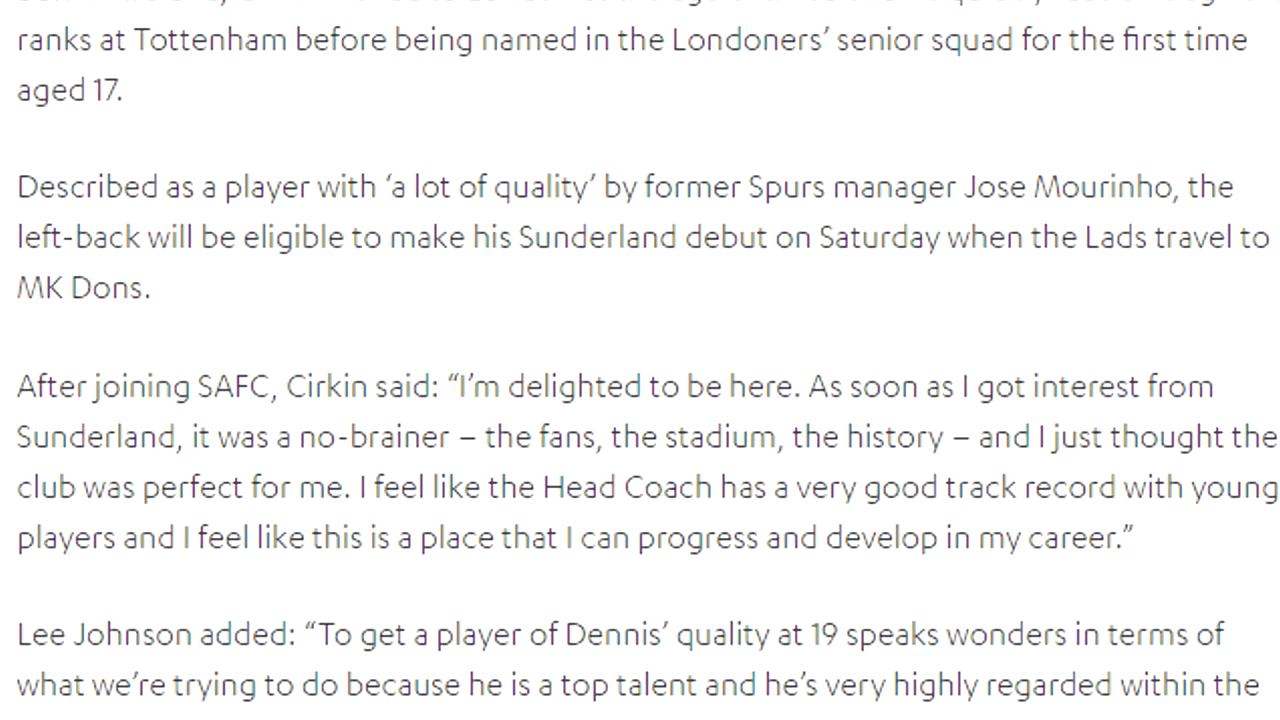 ranks at Tottenham before being named in the Londoners’ senior squad for the first time
aged 17.
Described as a player with ‘a lot of quality’ by former Spurs manager Jose Mourinho, the
left-back will be eligible to make his Sunderland debut on Saturday when the Lads travel to
MK Dons.
After joining SAFC, Cirkin said: “I’m delighted to be here. As soon as I got interest from
Sunderland, it was a no-brainer – the fans, the stadium, the history – and I just thought the
club was perfect for me. I feel like the Head Coach has a very good track record with young
players and I feel like this is a place that I can progress and develop in my career.”
Lee Johnson added: “To get a player of Dennis’ quality at 19 speaks wonders in terms of
what we’re trying to do because he is a top talent and he’s very highly regarded within the